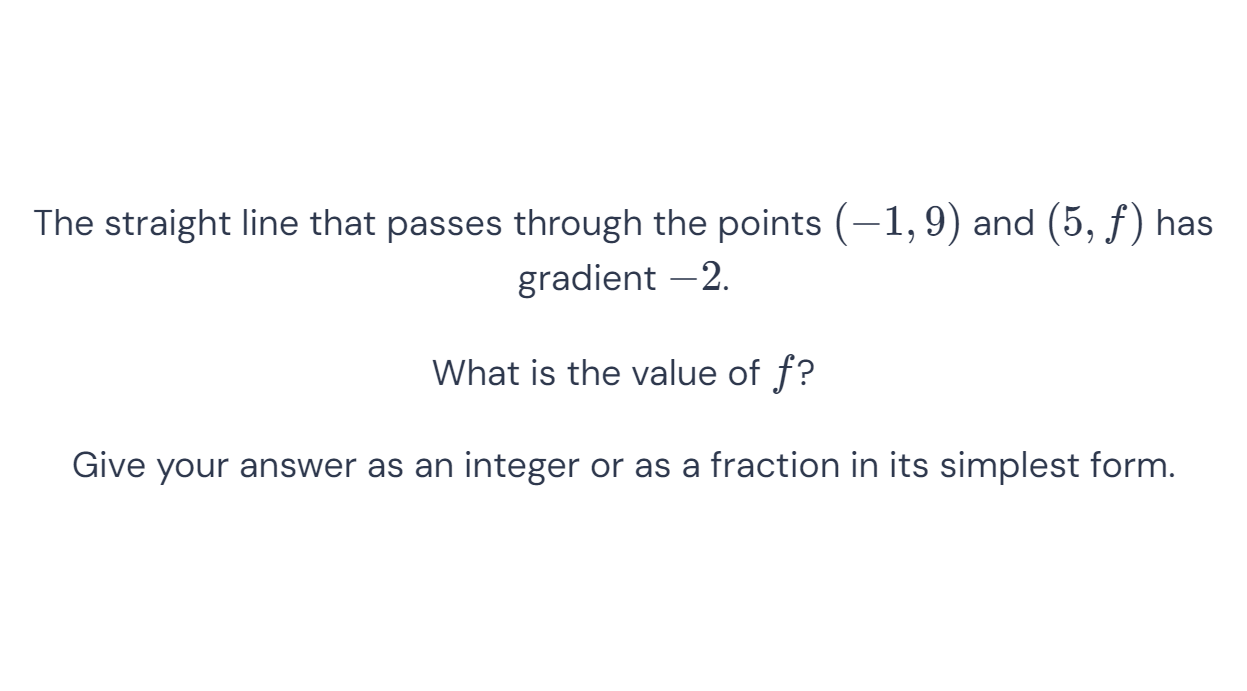 The straight line that passes through the points (−1, 9) and (5, f) has
gradient −2.
What is the value of f?
Give your answer as an integer or as a fraction in its simplest form.